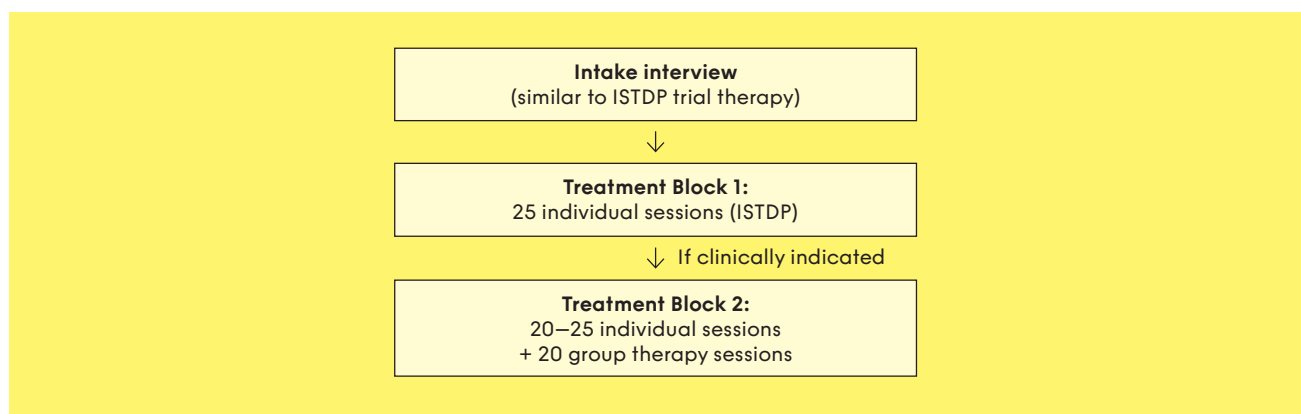 Intake interview
(similar to ISTDP trial therapy)
Treatment Block 1:
25 individual sessions (ISTDP)
If clinically indicated
Treatment Block 2:
20–25 individual sessions
+ 20 group therapy sessions